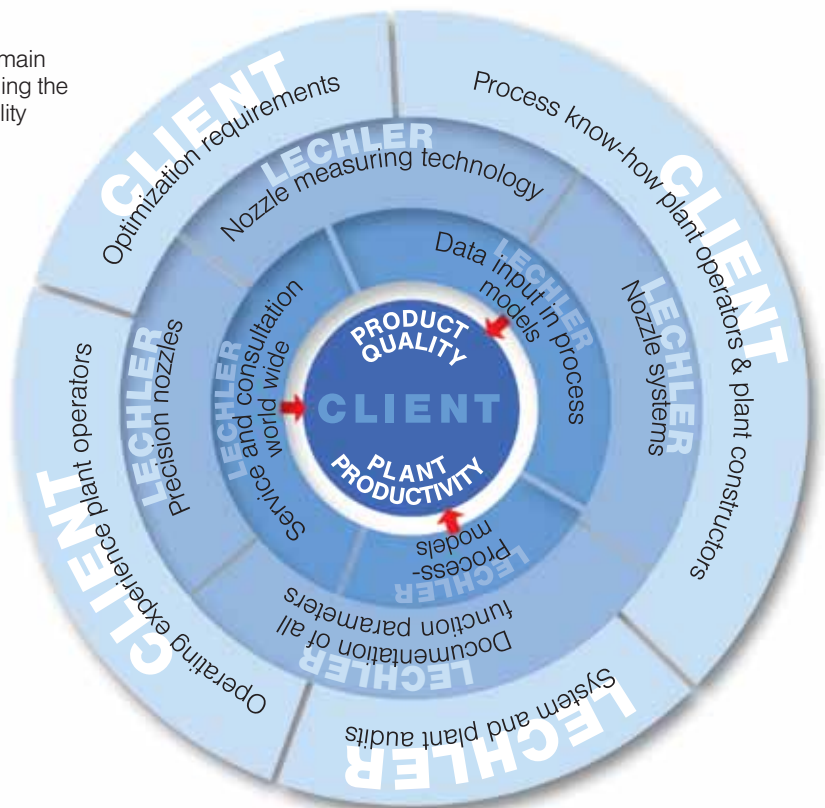 main
ing the
lity
CLIENT
Optimization requirements
CLIENT
Process know-how plant operators & plant constructors
LECHLER
System and plant audits
CLIENT
Operating experience plant operators
LECHLER
Nozzle measuring technology
LECHLER
Nozzle systems
LECHLER
Documentation of all
function parameters
LECHLER
Precision nozzles
LECHLER
Data input in process
models
LECHLER
Process-
models
LECHLER
Service and consultation
world wide
PRODUCT
QUALITY
CLIENT
PLANT
PRODUCTIVITY